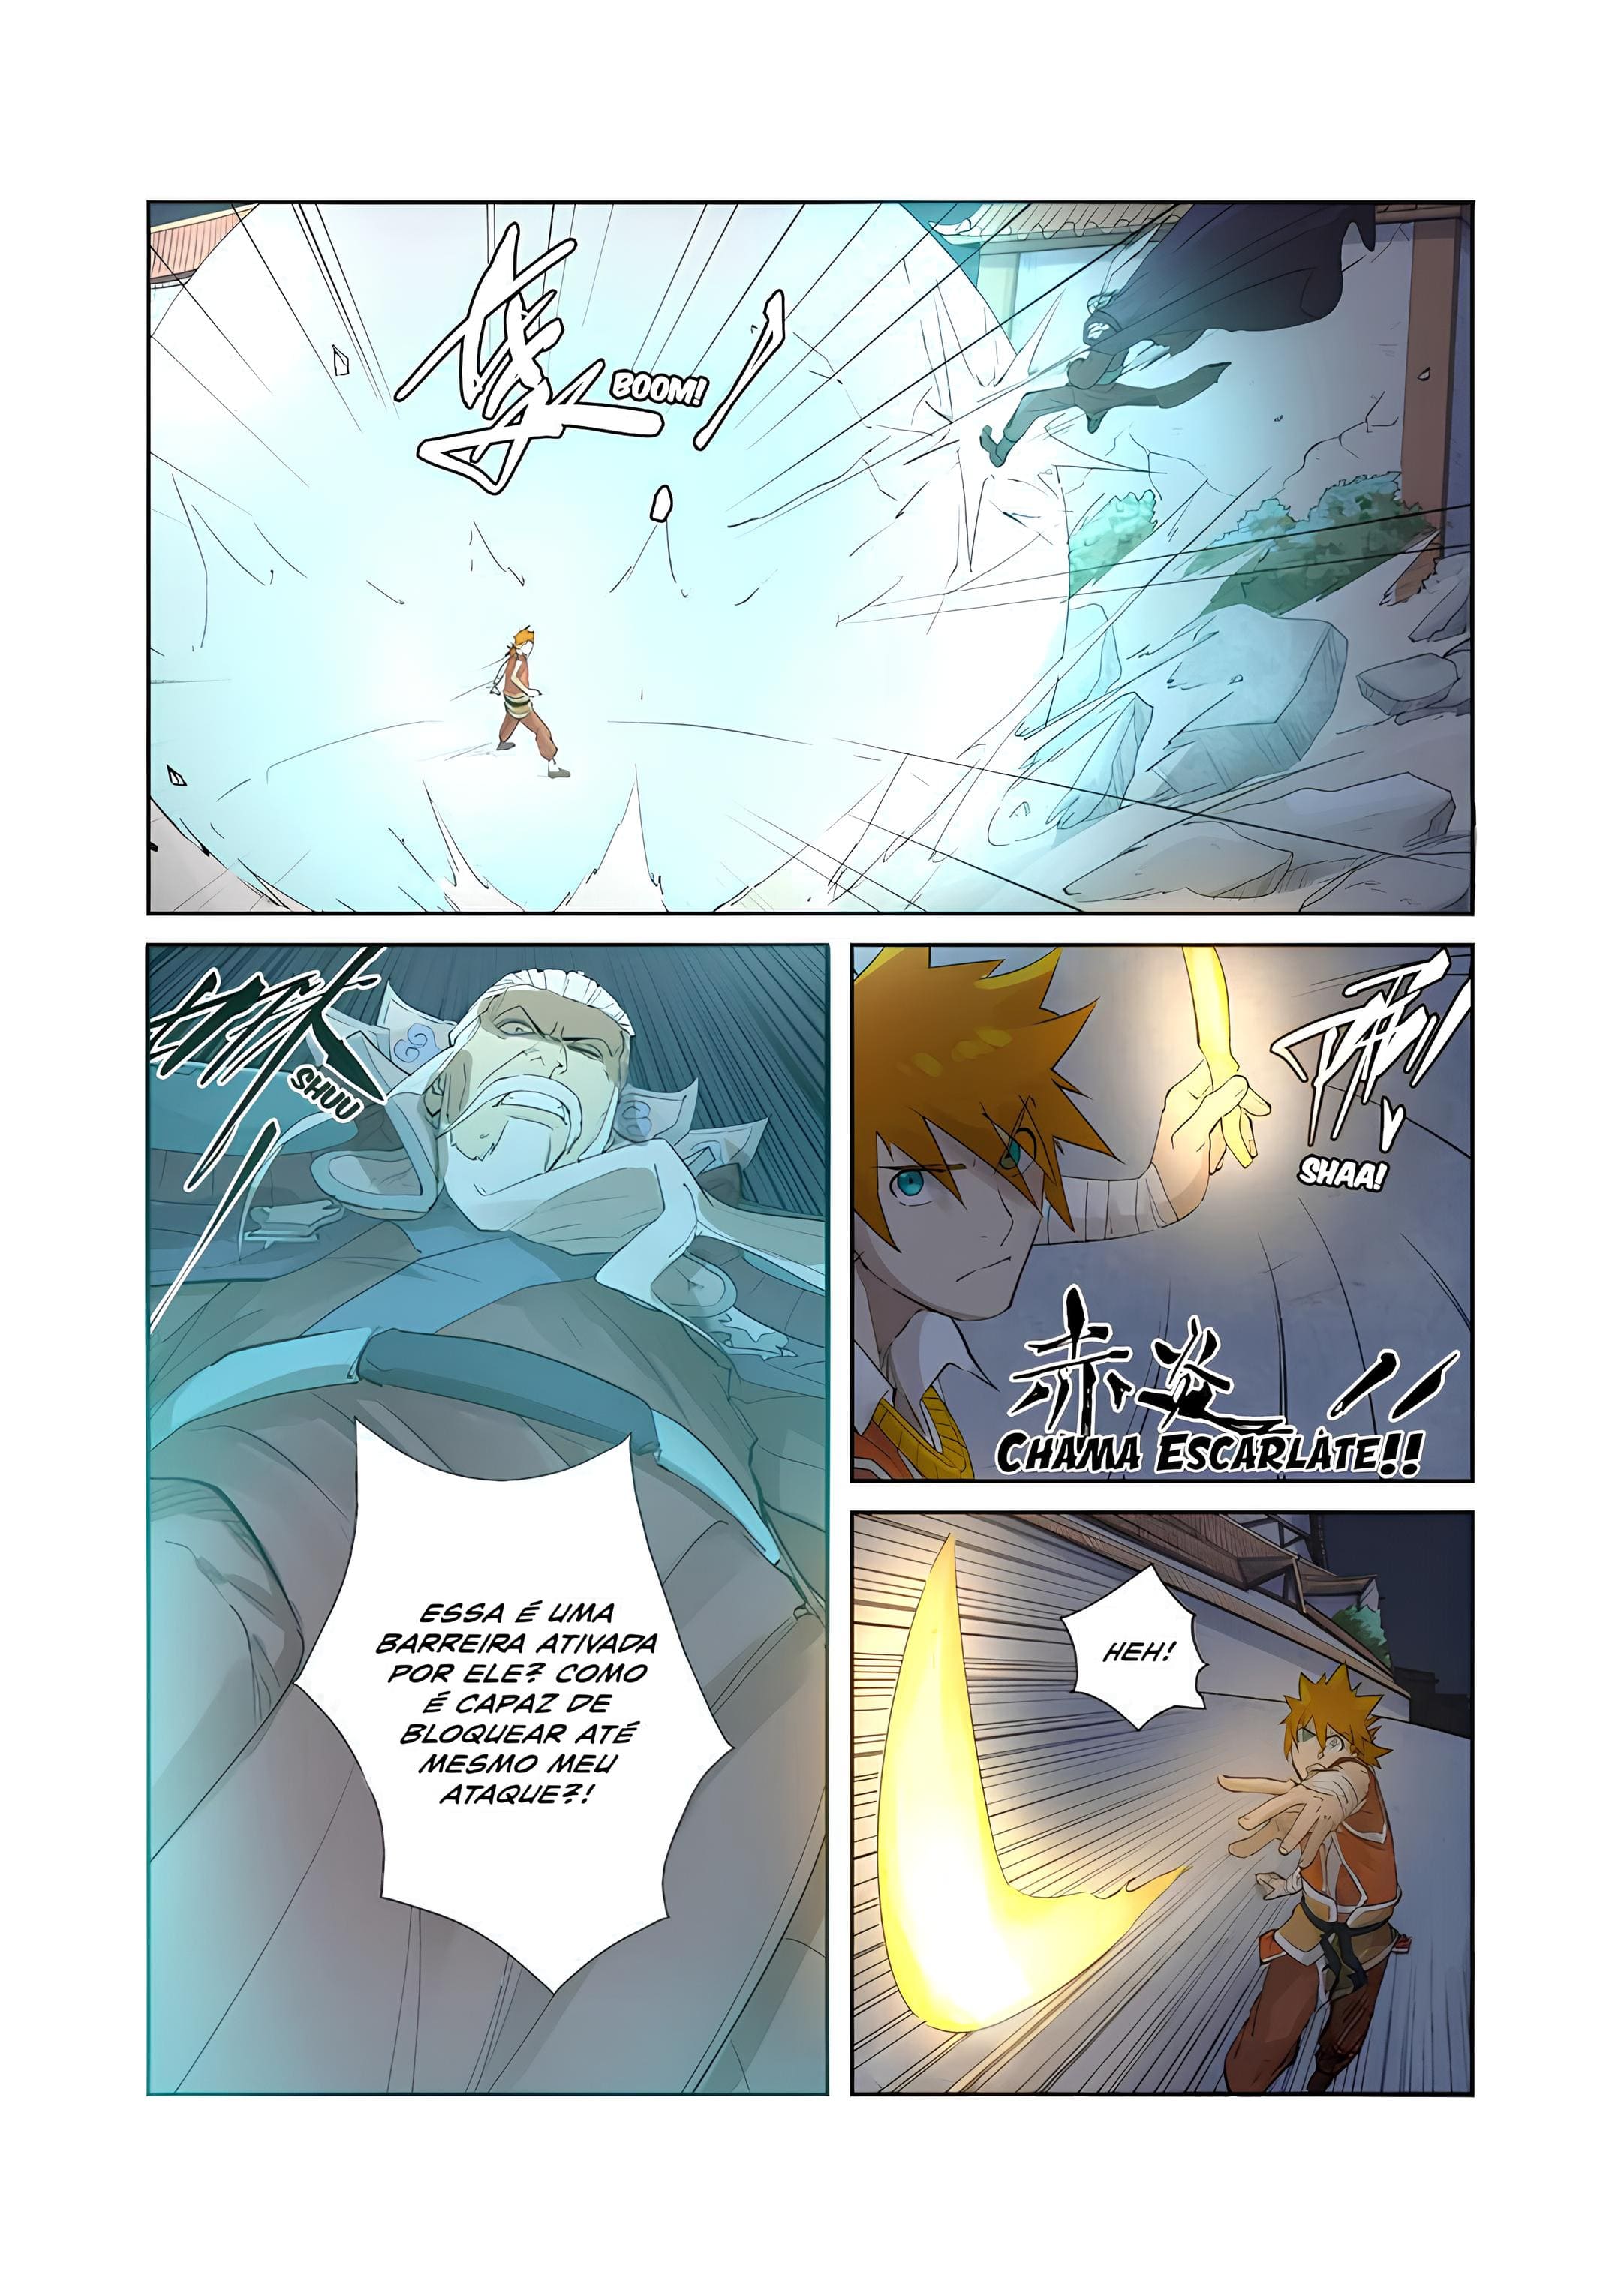 BOOM!
SHUU
SHAA!
赤炎!!
CHAMA ESCARLATE!!
ESSA É UMA
BARREIRA ATIVADA
POR ELE? COMO
É CAPAZ DE
BLOQUEAR ATÉ
MESMO MEU
ATAQUE?!
HEH!